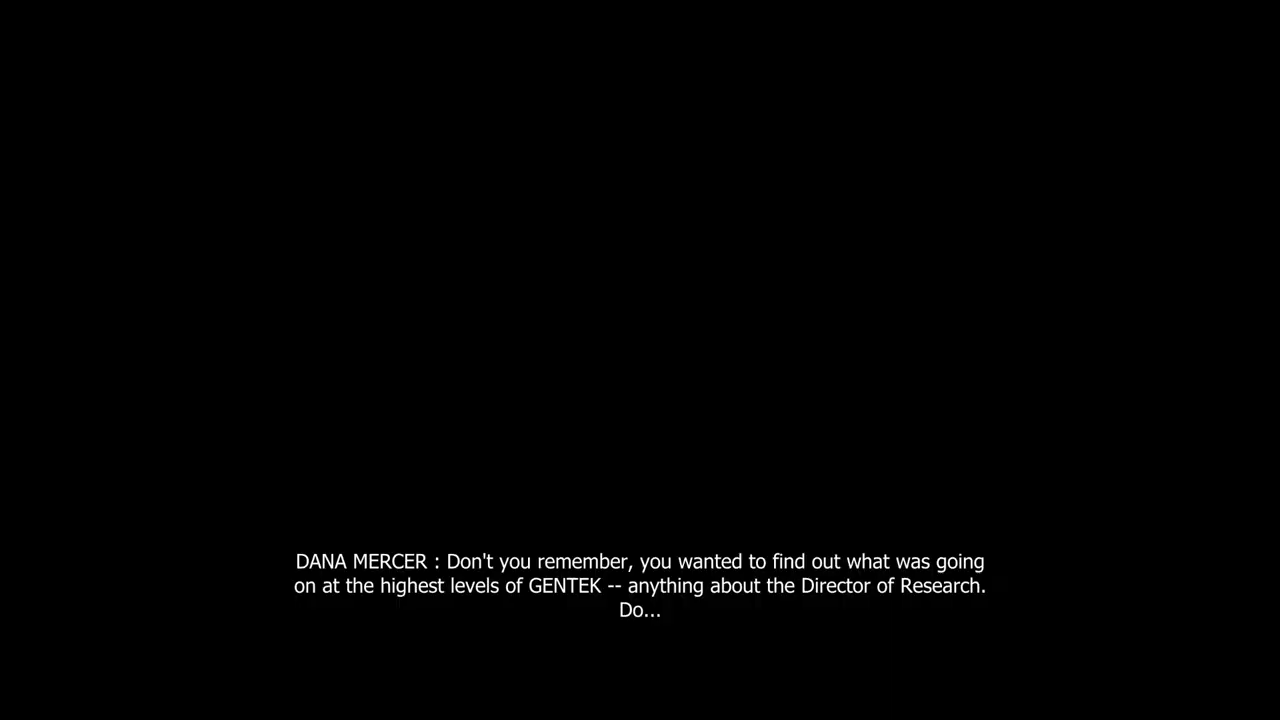 DANA MERCER : Don't you remember, you wanted to find out what was going
on at the highest levels of GENTEK -- anything about the Director of Research.
Do...